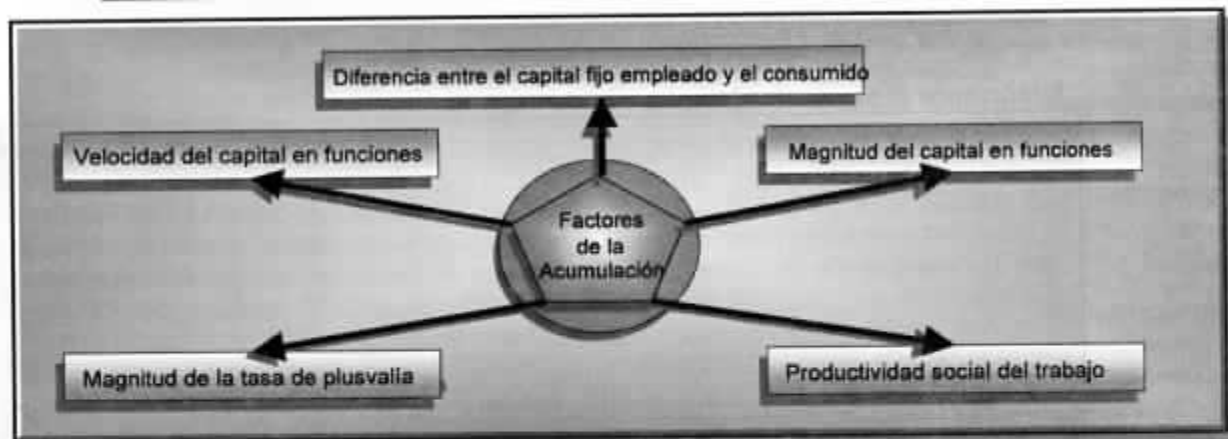 Diferencia entre el capital fijo empleado y el consumido
Velocidad del capital en funciones
Magnitud del capital en funciones
Factores
de la
Acumulación
Magnitud de la tasa de plusvalía
Productividad social del trabajo